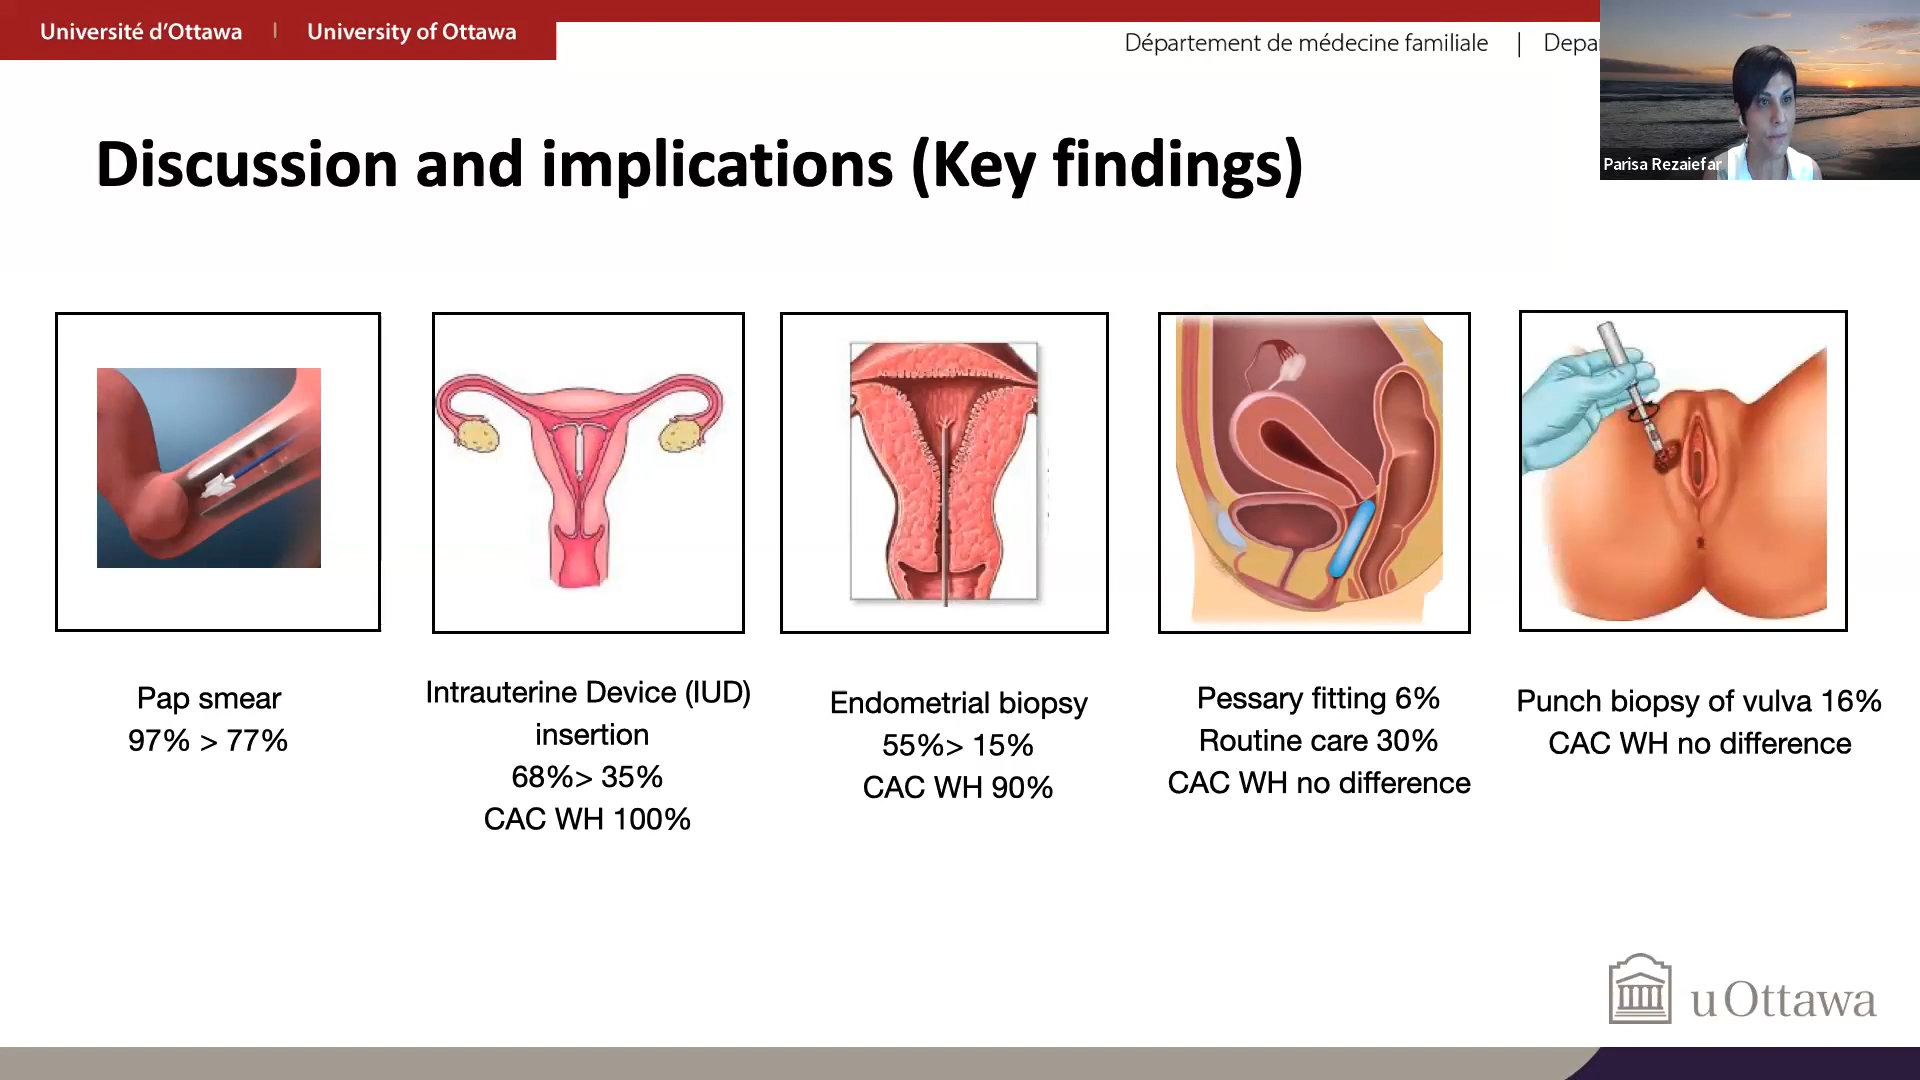 Université d'Ottawa | University of Ottawa
Département de médecine familiale | Depa
Parisa Rezaiefar
Discussion and implications (Key findings)
Pap smear
97% > 77%
Intrauterine Device (IUD)
insertion
68%> 35%
CAC WH 100%
Endometrial biopsy
55%> 15%
CAC WH 90%
Pessary fitting 6%
Routine care 30%
CAC WH no difference
Punch biopsy of vulva 16%
CAC WH no difference
uOttawa